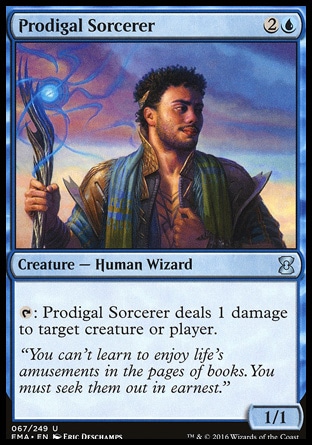 Prodigal Sorcerer 2
Creature — Human Wizard
: Prodigal Sorcerer deals 1 damage
to target creature or player.
“You can’t learn to enjoy life’s
amusements in the pages of books. You
must seek them out in earnest.”
1/1
067/249 U
EMA • EN Eric Deschamps
™ & © 2016 Wizards of the Coast